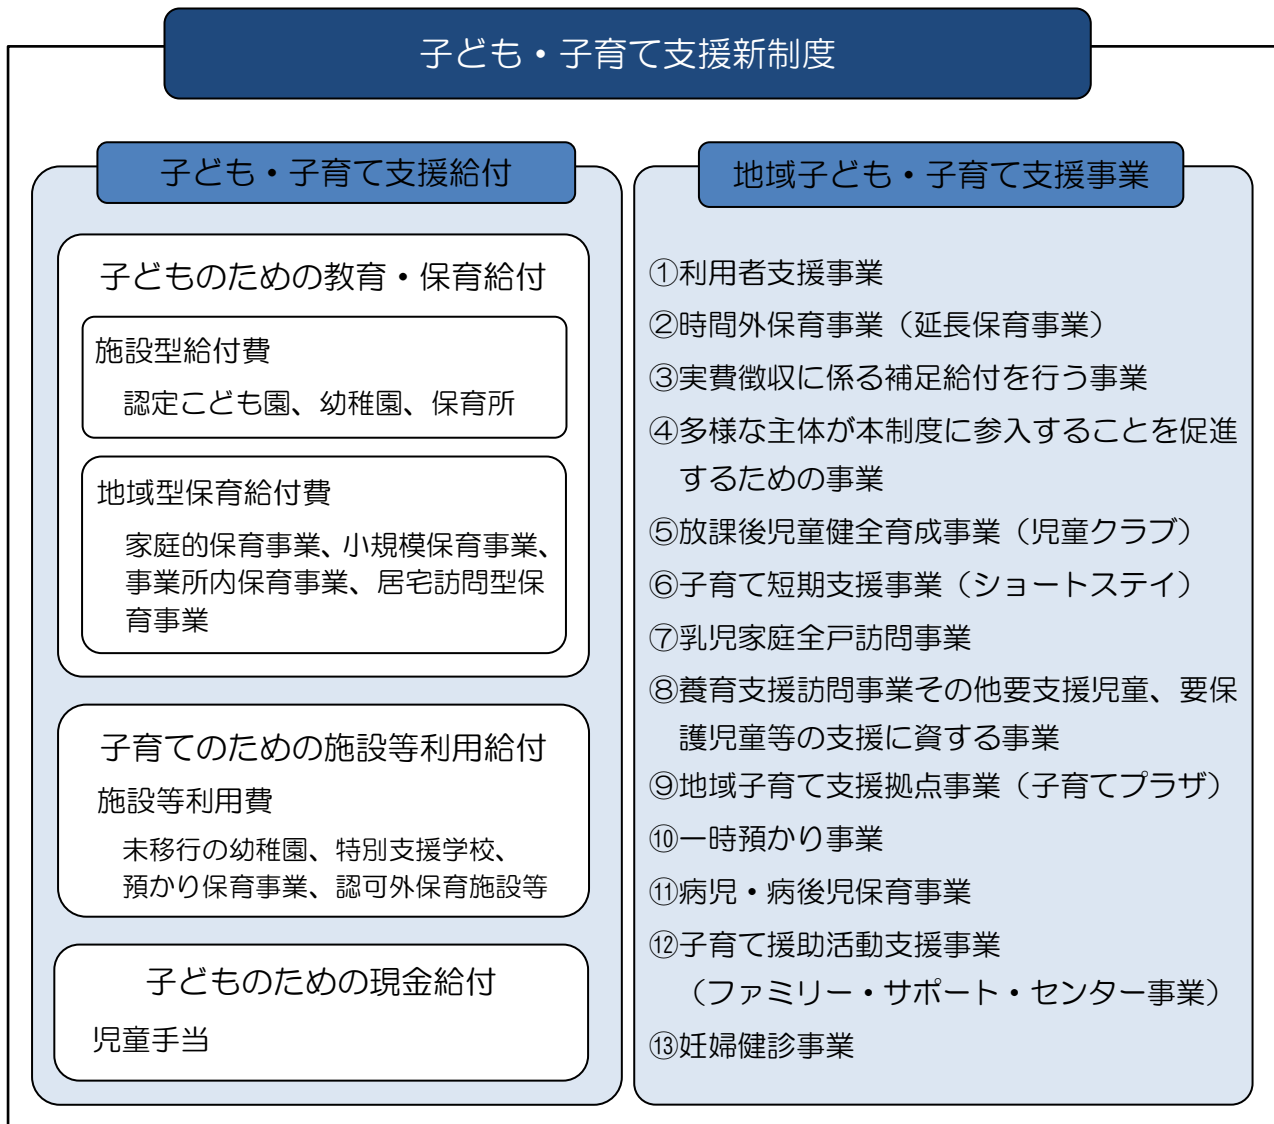 子ども・子育て支援新制度
子ども・子育て支援給付
子どものための教育・保育給付
施設型給付費
認定こども園、幼稚園、保育所
地域型保育給付費
家庭的保育事業、小規模保育事業、
事業所内保育事業、居宅訪問型保
育事業
子育てのための施設等利用給付
施設等利用費
未移行の幼稚園、特別支援学校、
預かり保育事業、認可外保育施設等
子どものための現金給付
児童手当
地域子ども・子育て支援事業
①利用者支援事業
②時間外保育事業（延長保育事業）
③実費徴収に係る補足給付を行う事業
④多様な主体が本制度に参入することを促進
するための事業
⑤放課後児童健全育成事業（児童クラブ）
⑥子育て短期支援事業（ショートステイ）
⑦乳児家庭全戸訪問事業
⑧養育支援訪問事業その他要支援児童、要保
護児童等の支援に資する事業
⑨地域子育て支援拠点事業（子育てプラザ）
⑩一時預かり事業
⑪病児・病後児保育事業
⑫子育て援助活動支援事業
（ファミリー・サポート・センター事業）
⑬妊婦健診事業